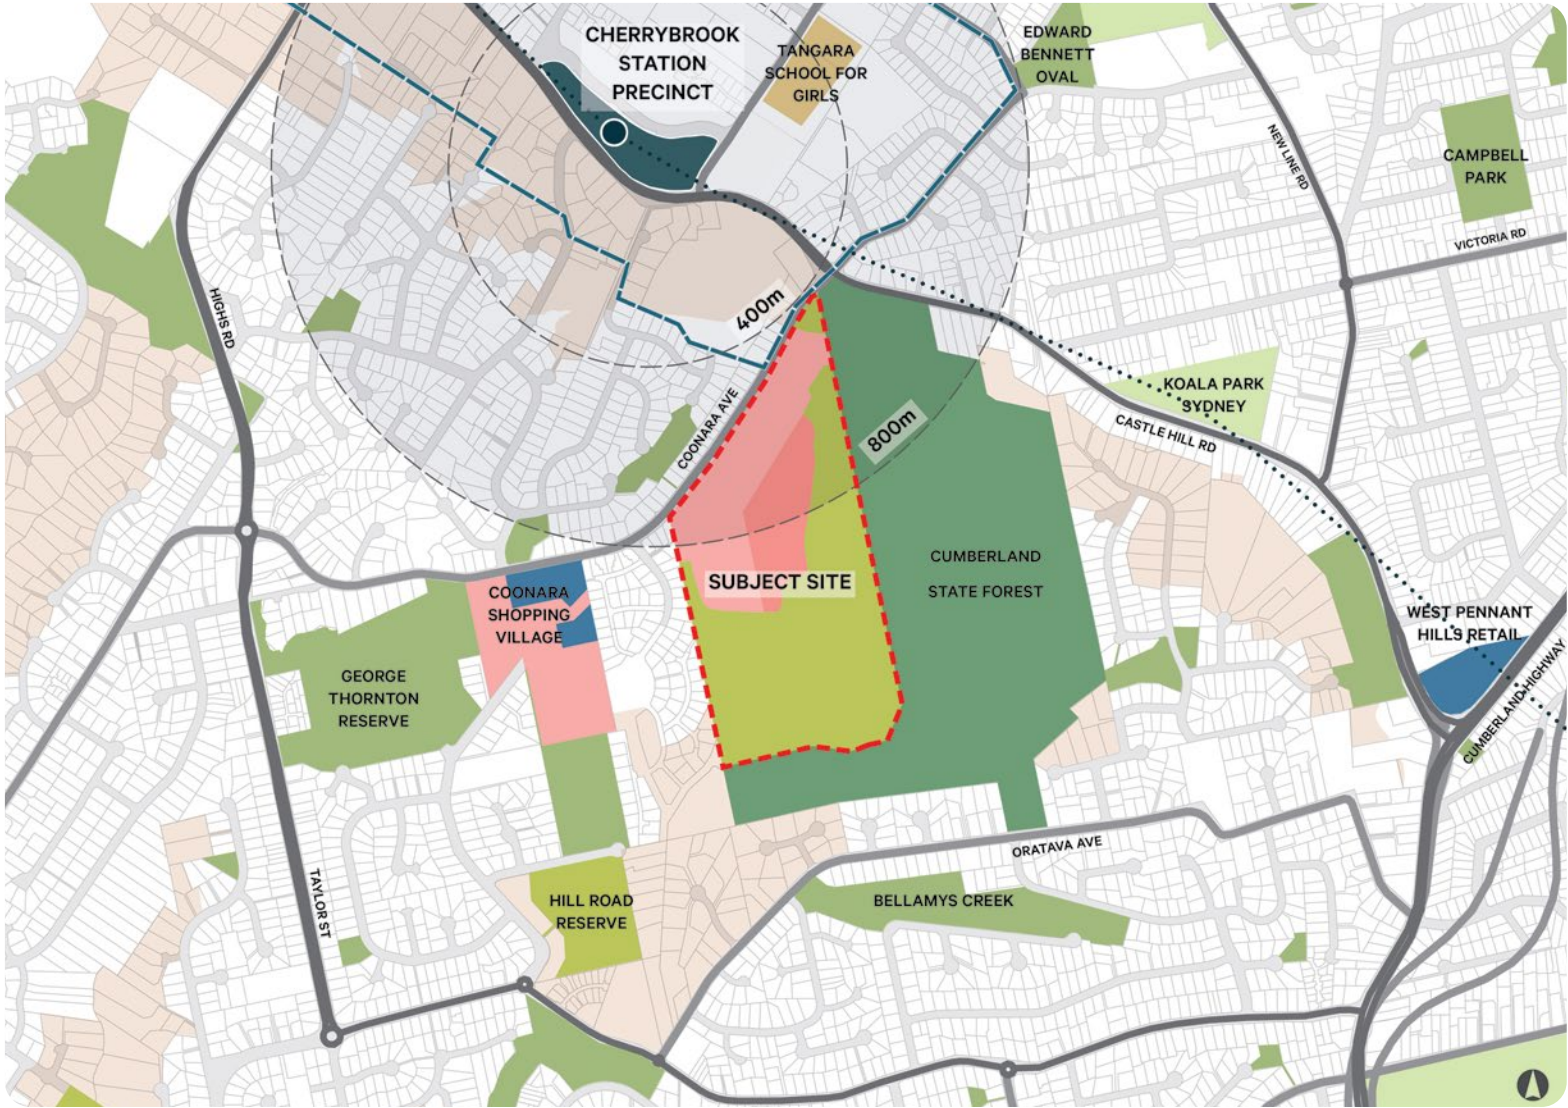 CHERRYBROOK
STATION
PRECINCT
TANGARA
SCHOOL FOR
GIRLS
EDWARD
BENNETT
OVAL
NEW LINE RD
CAMPBELL
PARK
VICTORIA RD
HIGHS RD
400m
COONARA AVE
800m
KOALA PARK
SYDNEY
CASTLE HILL RD
SUBJECT SITE
CUMBERLAND
STATE FOREST
COONARA
SHOPPING
VILLAGE
WEST PENNANT
HILLS RETAIL
CUMBERLAND HIGHWAY
GEORGE
THORNTON
RESERVE
ORATAVA AVE
TAYLOR ST
HILL ROAD
RESERVE
BELLAMYS CREEK